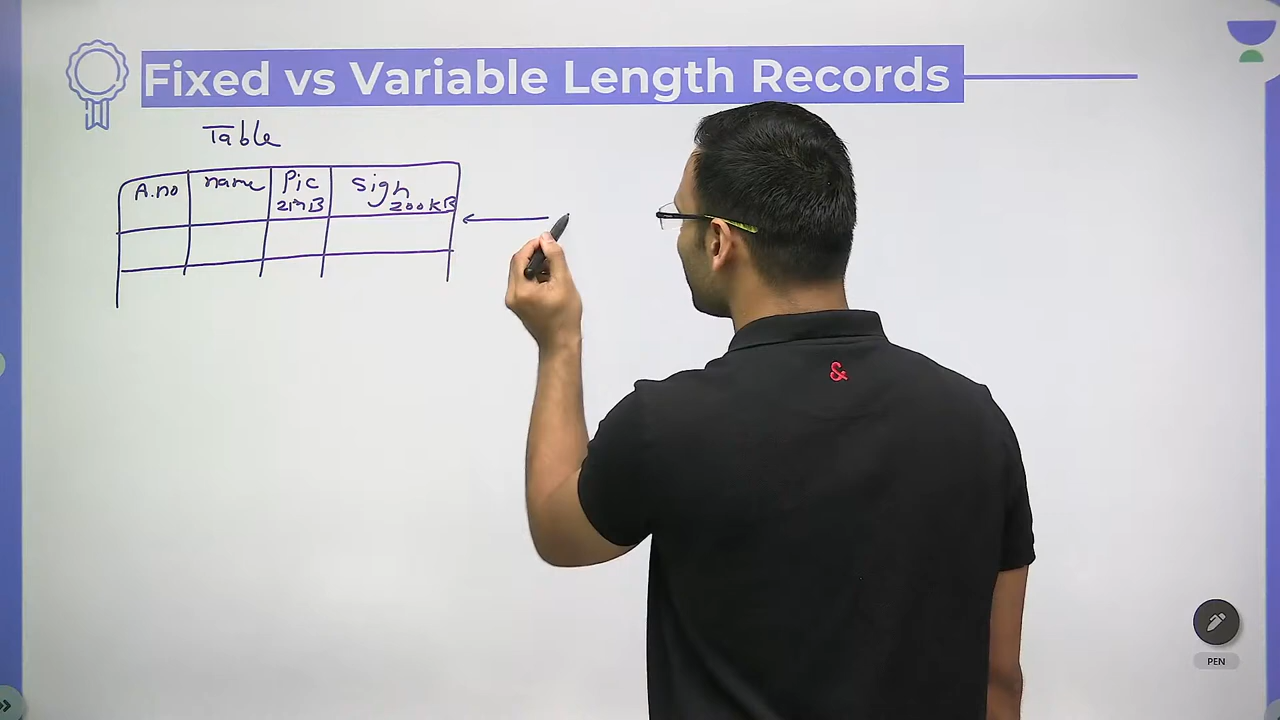 Fixed vs Variable Length Records
Table
A.no name Pic sign
2MB 200KB
&
PEN